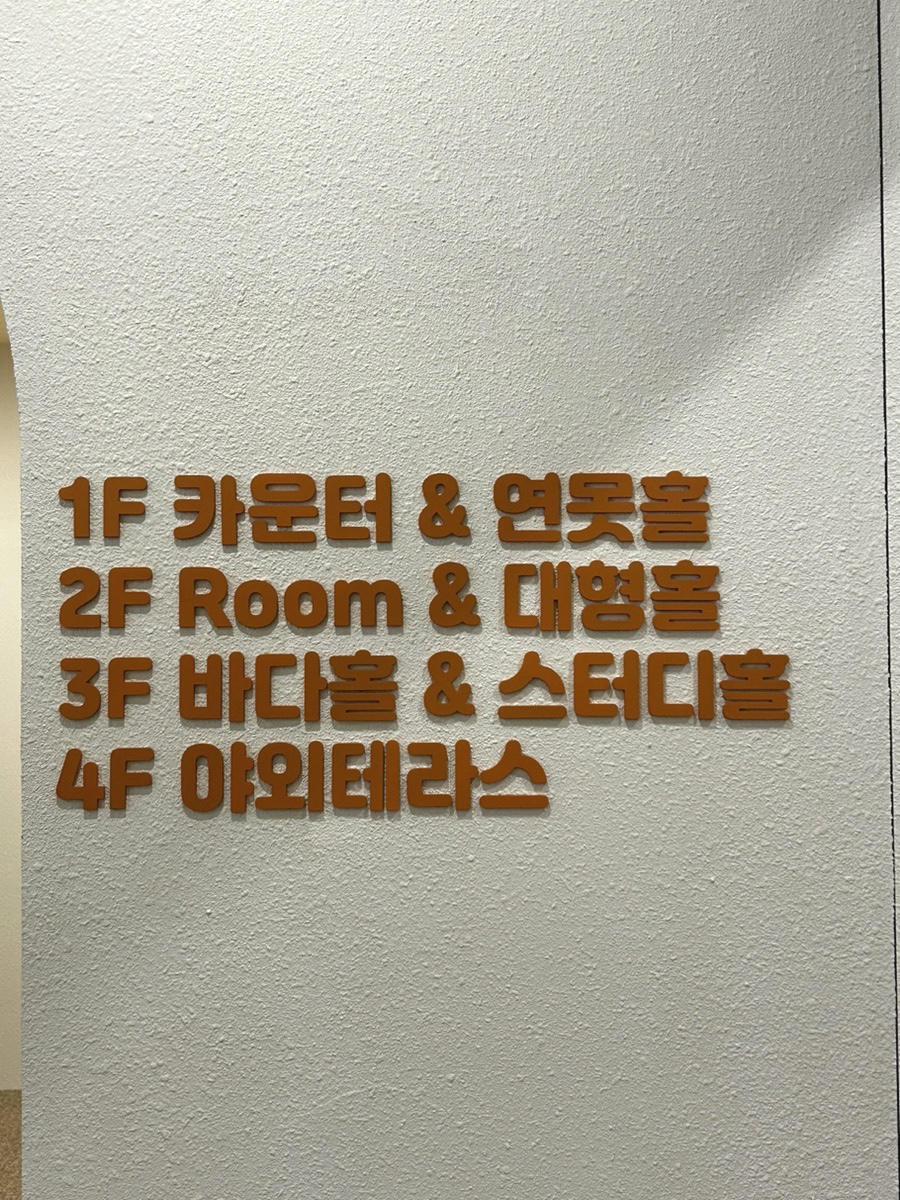 1F 카운터 & 연못홀
2F Room & 대형홀
3F 바다홀 & 스터디홀
4F 야외테라스